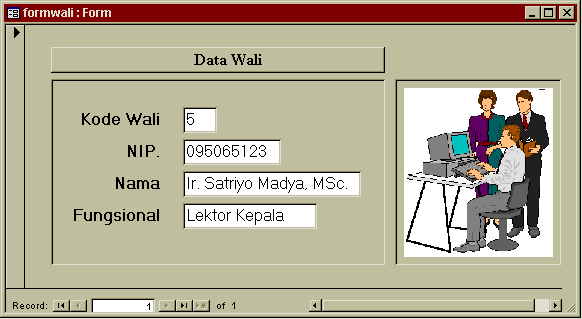 formwali : Form
Data Wali
Kode Wali 5
NIP. 095065123
Nama Ir. Satriyo Madya, MSc.
Fungsional Lektor Kepala
Record: 1 of 1